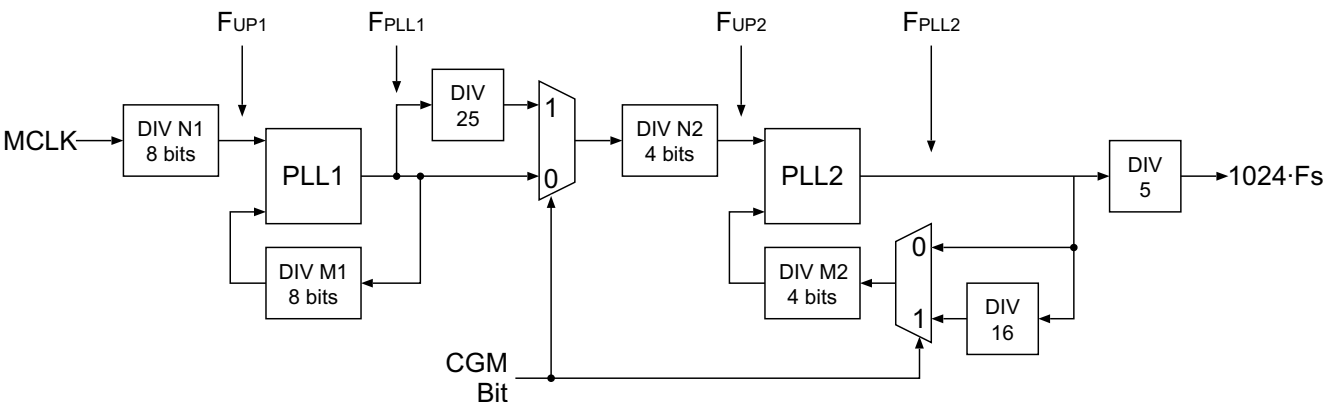 FUP1
FPLL1
FUP2
FPLL2
DIV
25
1
0
MCLK
DIV N1
8 bits
PLL1
DIV N2
4 bits
PLL2
DIV
5
1024·Fs
DIV M1
8 bits
DIV M2
4 bits
0
1
DIV
16
CGM
Bit